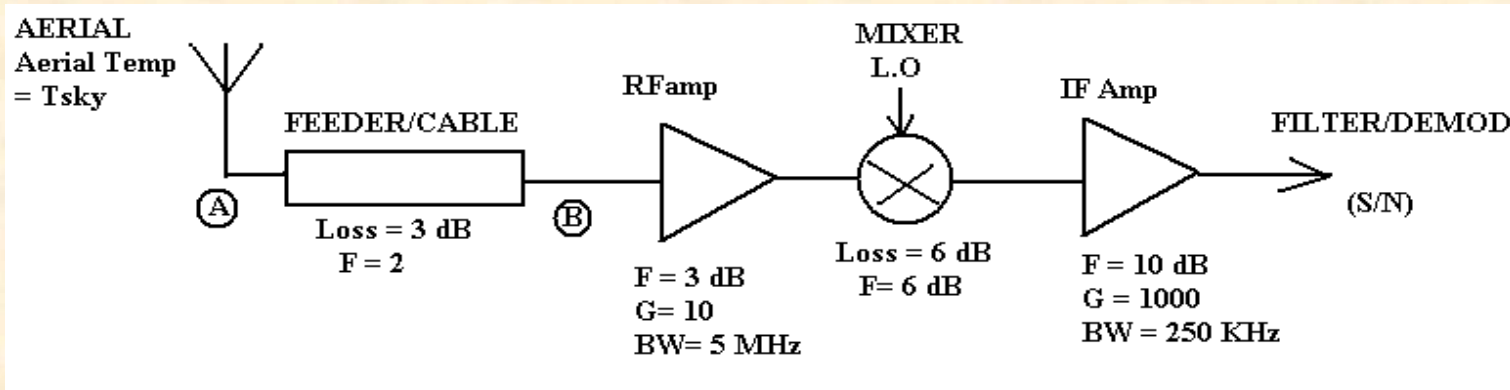 AERIAL
Aerial Temp
= Tsky
FEEDER/CABLE
A
Loss = 3 dB
F = 2
B
RFamp
F = 3 dB
G= 10
BW= 5 MHz
MIXER
L.O
Loss = 6 dB
F= 6 dB
IF Amp
F = 10 dB
G = 1000
BW = 250 KHz
FILTER/DEMOD
(S/N)